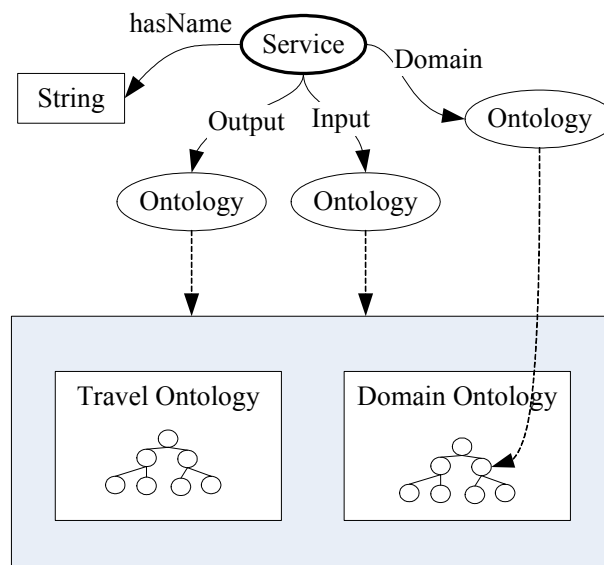 hasName
Service
Domain
String
Output
Input
Ontology
Ontology
Ontology
Travel Ontology
Domain Ontology